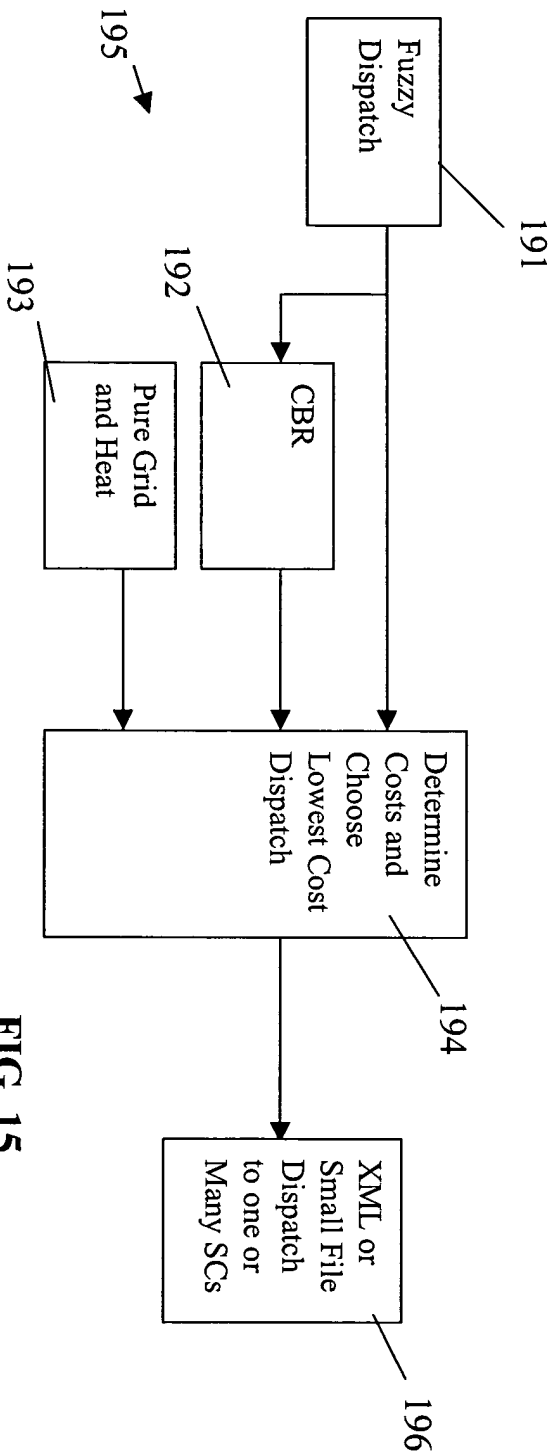 195
Fuzzy
Dispatch
191
192
CBR
193
Pure Grid
and Heat
Determine
Costs and
Choose
Lowest Cost
Dispatch
194
XML or
Small File
Dispatch
to one or
Many SCs
196
FIG. 15